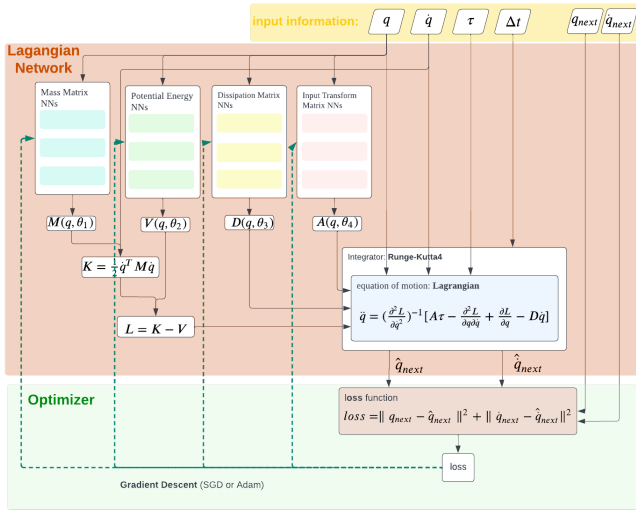 input information:
q
q̇
τ
Δt
q_next
q̇_next
Lagangian
Network
Mass Matrix
NNs
Potential Energy
NNs
Dissipation Matrix
NNs
Input Transform
Matrix NNs
M(q, θ₁)
V(q, θ₂)
D(q, θ₃)
A(q, θ₄)
K = ½ q̇ᵀ M q̇
L = K − V
Integrator: Runge-Kutta4
equation of motion: Lagrangian
q̈ = (∂²L/∂q̇²)⁻¹ [Aτ − ∂²L/∂q∂q̇ + ∂L/∂q − Dq̇]
q̂_next
q̇̂_next
Optimizer
loss function
loss = ‖ q_next − q̂_next ‖² + ‖ q̇_next − q̇̂_next ‖²
loss
Gradient Descent (SGD or Adam)